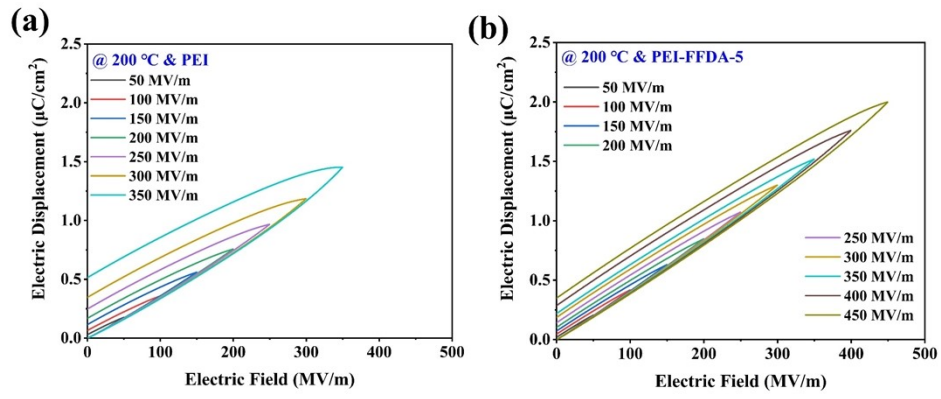 (a)
@ 200 °C & PEI
50 MV/m
100 MV/m
150 MV/m
200 MV/m
250 MV/m
300 MV/m
350 MV/m
Electric Displacement (μC/cm²)
2.5
2.0
1.5
1.0
0.5
0.0
0 100 200 300 400 500
Electric Field (MV/m)
(b)
@ 200 °C & PEI-FFDA-5
50 MV/m
100 MV/m
150 MV/m
200 MV/m
250 MV/m
300 MV/m
350 MV/m
400 MV/m
450 MV/m
Electric Displacement (μC/cm²)
2.5
2.0
1.5
1.0
0.5
0.0
0 100 200 300 400 500
Electric Field (MV/m)